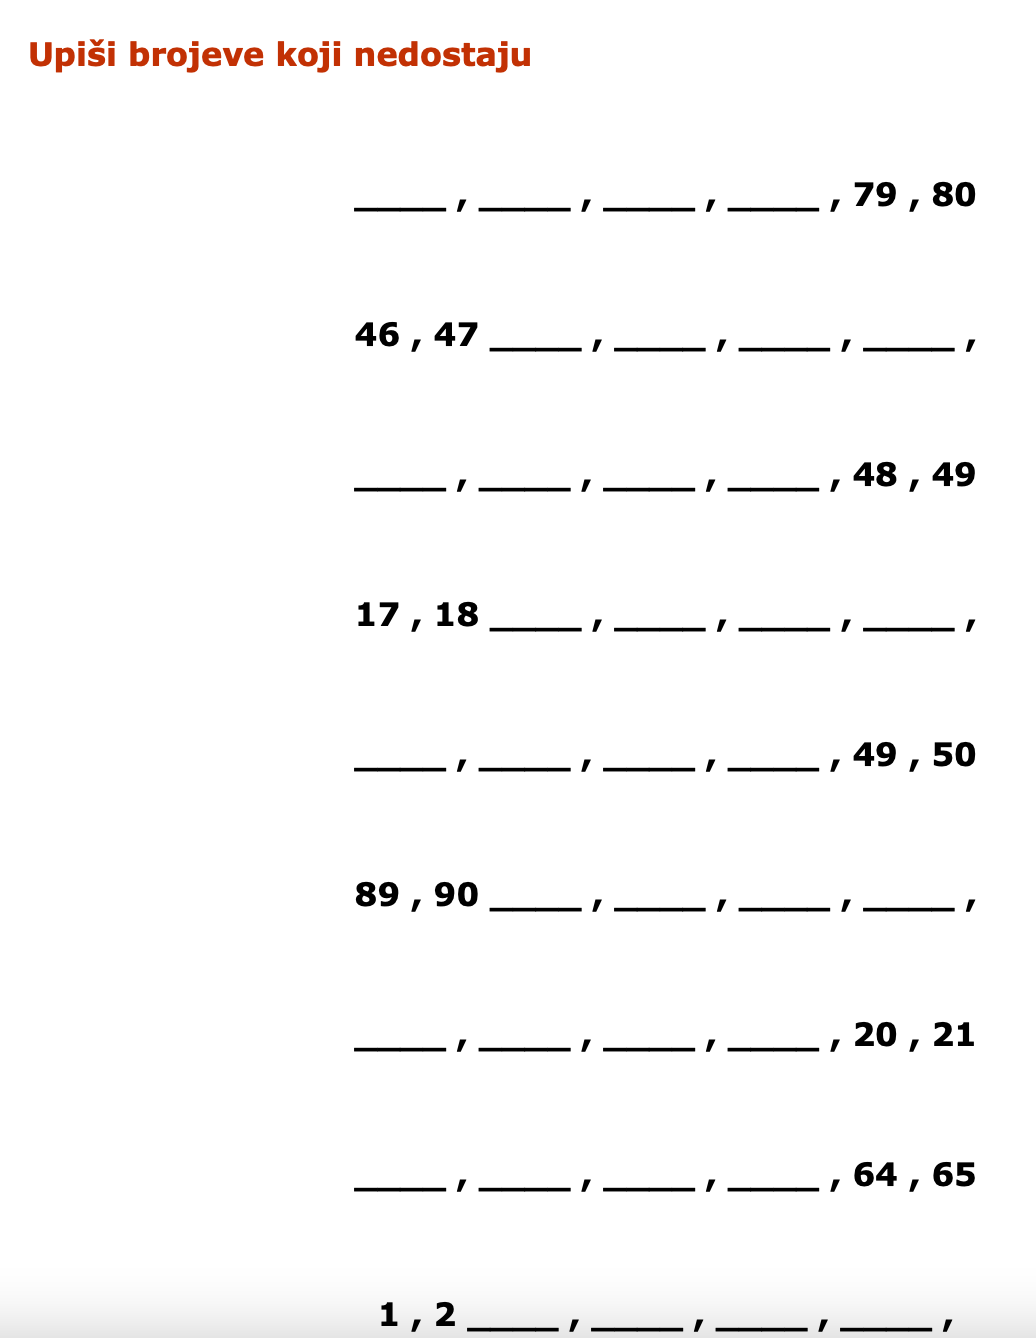 Upiši brojeve koji nedostaju
____ , ____ , ____ , ____ , 79 , 80
46 , 47 ____ , ____ , ____ , ____ ,
____ , ____ , ____ , ____ , 48 , 49
17 , 18 ____ , ____ , ____ , ____ ,
____ , ____ , ____ , ____ , 49 , 50
89 , 90 ____ , ____ , ____ , ____ ,
____ , ____ , ____ , ____ , 20 , 21
____ , ____ , ____ , ____ , 64 , 65
1 , 2 ____ , ____ , ____ , ____ ,